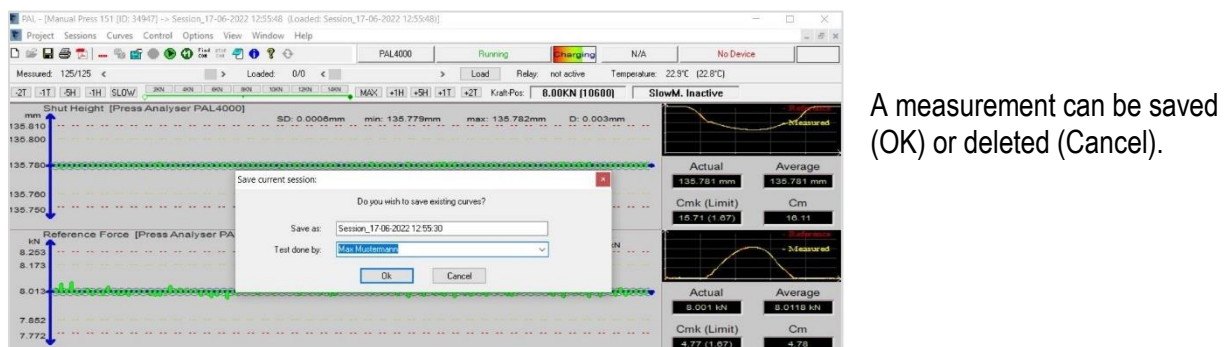 PAL - [Manual Press 151 [ID: 34947] -> Session_17-06-2022 12:55:48 (Loaded: Session_17-06-2022 12:55:48)]
Project Sessions Curves Control Options View Window Help
PAL4000 Running Charging N/A No Device
Measured: 125/125 < > Loaded: 0/0 < > Load Relay: not active Temperature: 22.9°C (22.8°C)
-2T -1T -5H -1H SLOW 2KN 4KN 6KN 8KN 10KN 12KN 14KN MAX +1H +5H +1T +2T Kraft-Pos: 8.00KN (10600) SlowM. Inactive
Shut Height [Press Analyser PAL4000]
mm SD: 0.0006mm min: 135.779mm max: 135.782mm D: 0.003mm
135.810
135.800
135.780
135.760
135.750
Reference
- Measured
Actual Average
135.781 mm 135.781 mm
Cmk (Limit) Cm
15.71 (1.67) 16.11
Save current session:
Do you wish to save existing curves?
Save as: Session_17-06-2022 12:55:30
Test done by: Max Mustermann
Ok Cancel
Reference Force [Press Analyser PA
kN
8.253
8.173
8.013
7.852
7.772
Reference
- Measured
Actual Average
8.001 kN 8.0118 kN
Cmk (Limit) Cm
4.77 (1.67) 4.78
A measurement can be saved
(OK) or deleted (Cancel).